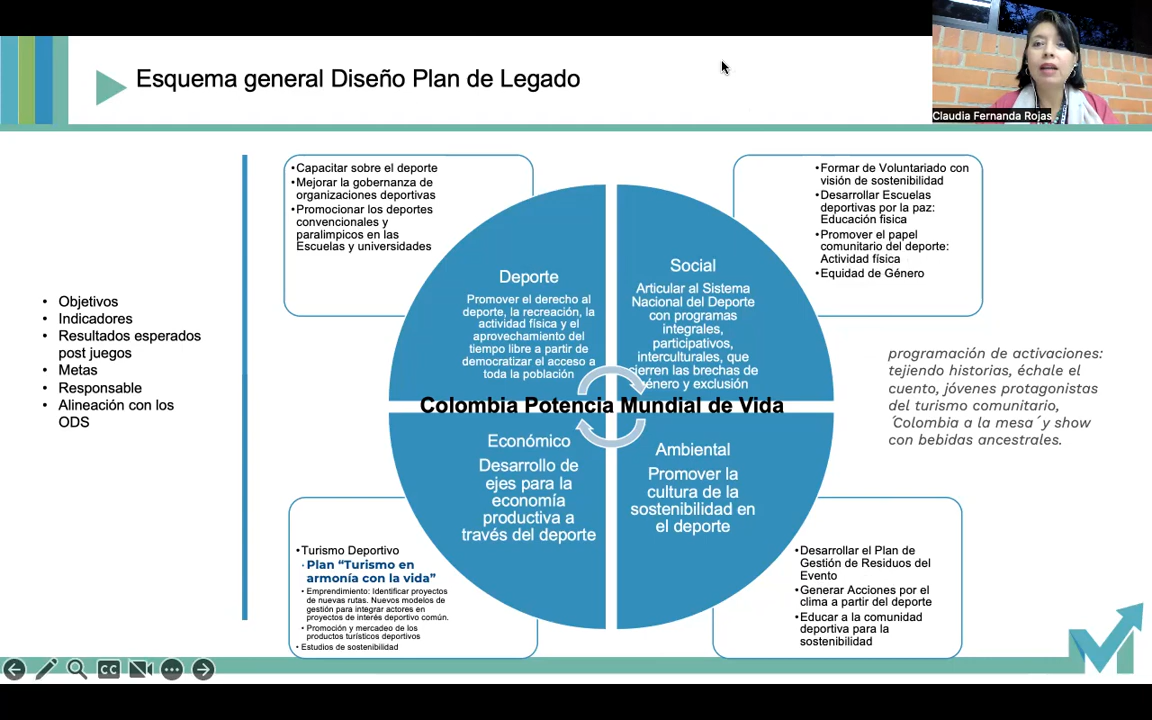 Esquema general Diseño Plan de Legado
Claudia Fernanda Rojas
• Objetivos
• Indicadores
• Resultados esperados
post juegos
• Metas
• Responsable
• Alineación con los
ODS
•Capacitar sobre el deporte
•Mejorar la gobernanza de
organizaciones deportivas
•Promocionar los deportes
convencionales y
paralimpicos en las
Escuelas y universidades
•Formar de Voluntariado con
visión de sostenibilidad
•Desarrollar Escuelas
deportivas por la paz:
Educación fisica
•Promover el papel
comunitario del deporte:
Actividad física
•Equidad de Género
Deporte
Promover el derecho al
deporte, la recreación, la
actividad física y el
aprovechamiento del
tiempo libre a partir de
democratizar el acceso a
toda la población
Social
Articular al Sistema
Nacional del Deporte
con programas
integrales,
participativos,
interculturales, que
cierren las brechas de
género y exclusión
Colombia Potencia Mundial de Vida
Económico
Desarrollo de
ejes para la
economía
productiva a
través del deporte
Ambiental
Promover la
cultura de la
sostenibilidad en
el deporte
programación de activaciones:
tejiendo historias, échale el
cuento, jóvenes protagonistas
del turismo comunitario,
´Colombia a la mesa´y show
con bebidas ancestrales.
•Turismo Deportivo
· Plan “Turismo en
armonía con la vida”
• Emprendimiento: Identificar proyectos
de nuevas rutas. Nuevos modelos de
gestión para integrar actores en
proyectos de interés deportivo común.
• Promoción y mercadeo de los
productos turísticos deportivos
• Estudios de sostenibilidad
•Desarrollar el Plan de
Gestión de Residuos del
Evento
•Generar Acciones por el
clima a partir del deporte
•Educar a la comunidad
deportiva para la
sostenibilidad
CC